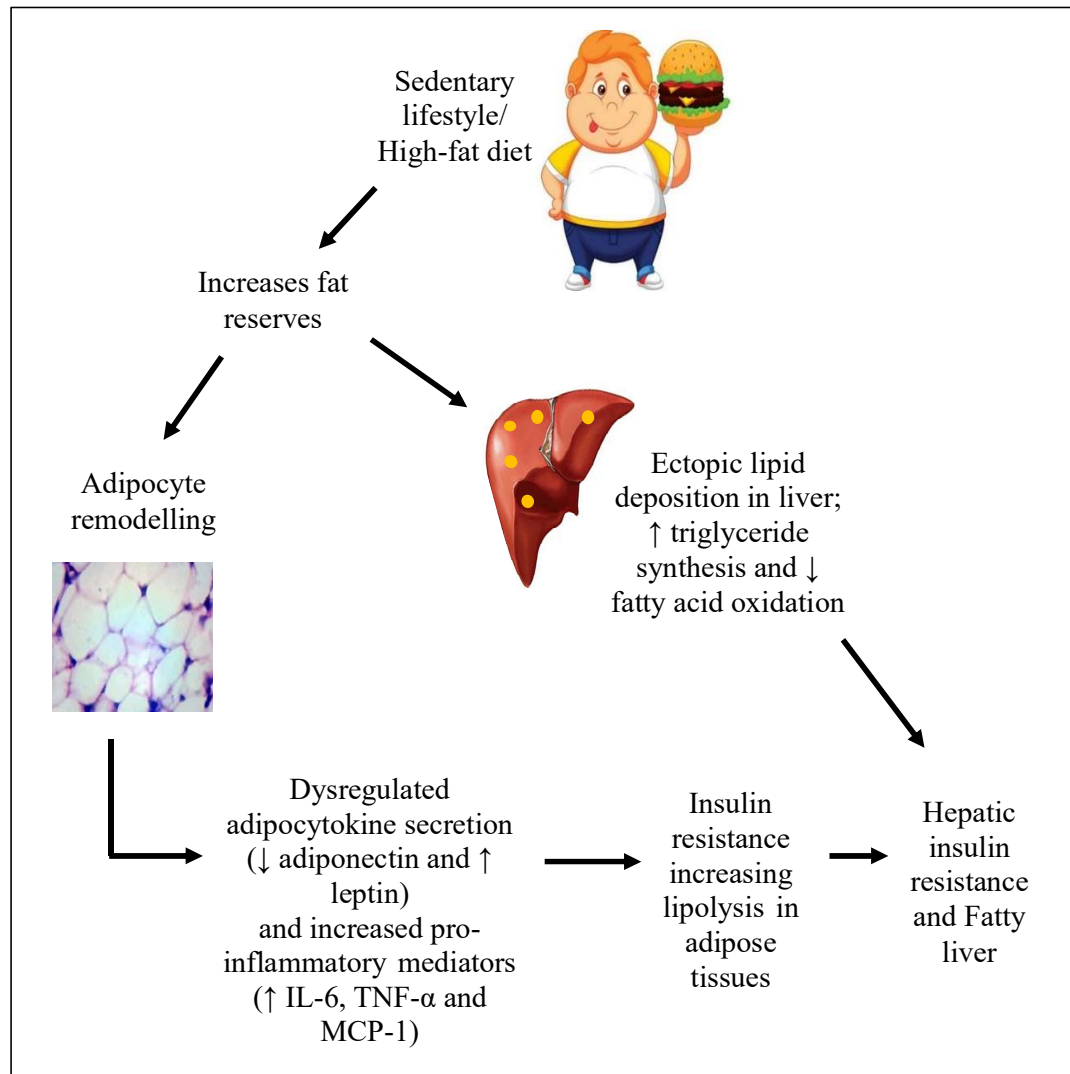 Sedentary
lifestyle/
High-fat diet
Increases fat
reserves
Adipocyte
remodelling
Ectopic lipid
deposition in liver;
↑ triglyceride
synthesis and ↓
fatty acid oxidation
Dysregulated
adipocytokine secretion
(↓ adiponectin and ↑
leptin)
and increased pro-
inflammatory mediators
(↑ IL-6, TNF-α and
MCP-1)
Insulin
resistance
increasing
lipolysis in
adipose
tissues
Hepatic
insulin
resistance
and Fatty
liver